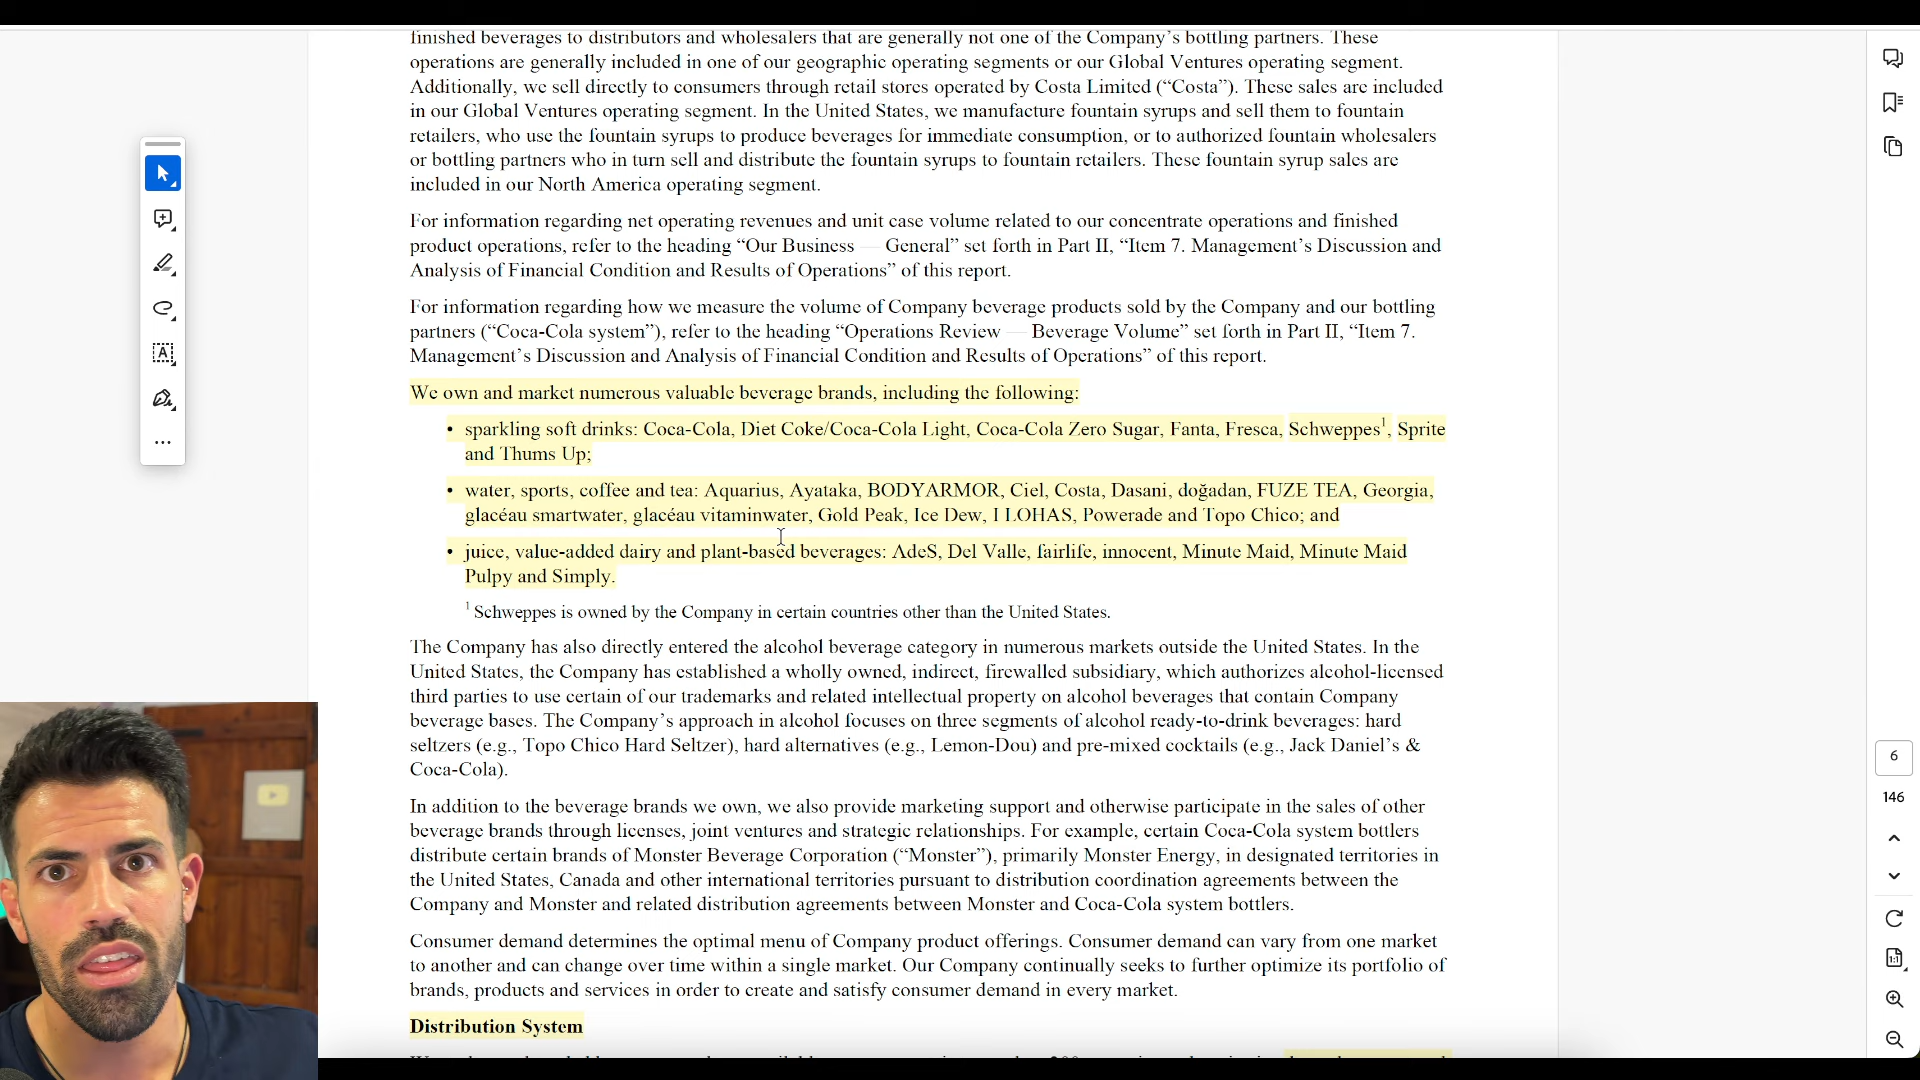 finished beverages to distributors and wholesalers that are generally not one of the Company’s bottling partners. These
operations are generally included in one of our geographic operating segments or our Global Ventures operating segment.
Additionally, we sell directly to consumers through retail stores operated by Costa Limited (“Costa”). These sales are included
in our Global Ventures operating segment. In the United States, we manufacture fountain syrups and sell them to fountain
retailers, who use the fountain syrups to produce beverages for immediate consumption, or to authorized fountain wholesalers
or bottling partners who in turn sell and distribute the fountain syrups to fountain retailers. These fountain syrup sales are
included in our North America operating segment.
For information regarding net operating revenues and unit case volume related to our concentrate operations and finished
product operations, refer to the heading “Our Business — General” set forth in Part II, “Item 7. Management’s Discussion and
Analysis of Financial Condition and Results of Operations” of this report.
For information regarding how we measure the volume of Company beverage products sold by the Company and our bottling
partners (“Coca-Cola system”), refer to the heading “Operations Review — Beverage Volume” set forth in Part II, “Item 7.
Management’s Discussion and Analysis of Financial Condition and Results of Operations” of this report.
We own and market numerous valuable beverage brands, including the following:
• sparkling soft drinks: Coca-Cola, Diet Coke/Coca-Cola Light, Coca-Cola Zero Sugar, Fanta, Fresca, Schweppes¹, Sprite
and Thums Up;
• water, sports, coffee and tea: Aquarius, Ayataka, BODYARMOR, Ciel, Costa, Dasani, doğadan, FUZE TEA, Georgia,
glacéau smartwater, glacéau vitaminwater, Gold Peak, Ice Dew, I LOHAS, Powerade and Topo Chico; and
• juice, value-added dairy and plant-based beverages: AdeS, Del Valle, fairlife, innocent, Minute Maid, Minute Maid
Pulpy and Simply.
¹ Schweppes is owned by the Company in certain countries other than the United States.
The Company has also directly entered the alcohol beverage category in numerous markets outside the United States. In the
United States, the Company has established a wholly owned, indirect, firewalled subsidiary, which authorizes alcohol-licensed
third parties to use certain of our trademarks and related intellectual property on alcohol beverages that contain Company
beverage bases. The Company’s approach in alcohol focuses on three segments of alcohol ready-to-drink beverages: hard
seltzers (e.g., Topo Chico Hard Seltzer), hard alternatives (e.g., Lemon-Dou) and pre-mixed cocktails (e.g., Jack Daniel’s &
Coca-Cola).
In addition to the beverage brands we own, we also provide marketing support and otherwise participate in the sales of other
beverage brands through licenses, joint ventures and strategic relationships. For example, certain Coca-Cola system bottlers
distribute certain brands of Monster Beverage Corporation (“Monster”), primarily Monster Energy, in designated territories in
the United States, Canada and other international territories pursuant to distribution coordination agreements between the
Company and Monster and related distribution agreements between Monster and Coca-Cola system bottlers.
Consumer demand determines the optimal menu of Company product offerings. Consumer demand can vary from one market
to another and can change over time within a single market. Our Company continually seeks to further optimize its portfolio of
brands, products and services in order to create and satisfy consumer demand in every market.
Distribution System
6
146